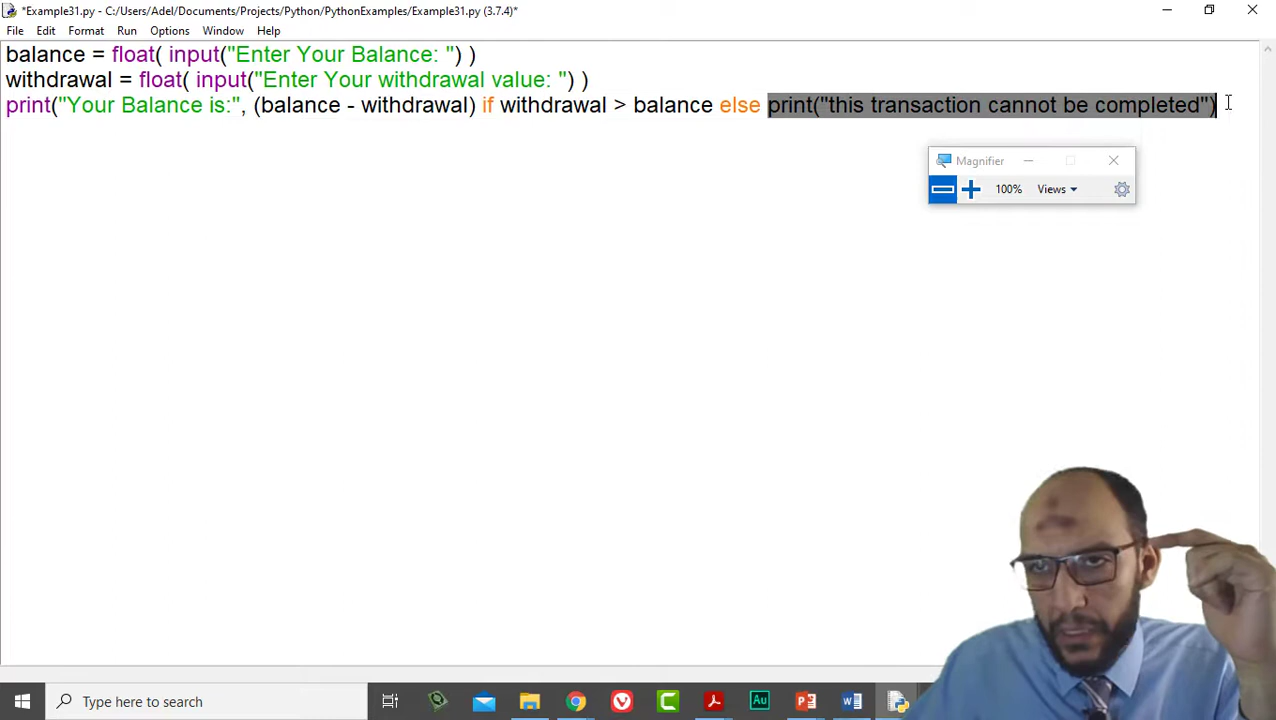 *Example31.py - C:/Users/Adel/Documents/Projects/Python/PythonExamples/Example31.py (3.7.4)*
File Edit Format Run Options Window Help
balance = float( input("Enter Your Balance: ") )
withdrawal = float( input("Enter Your withdrawal value: ") )
print("Your Balance is:", (balance - withdrawal) if withdrawal > balance else print("this transaction cannot be completed")
Magnifier
100% Views
Type here to search